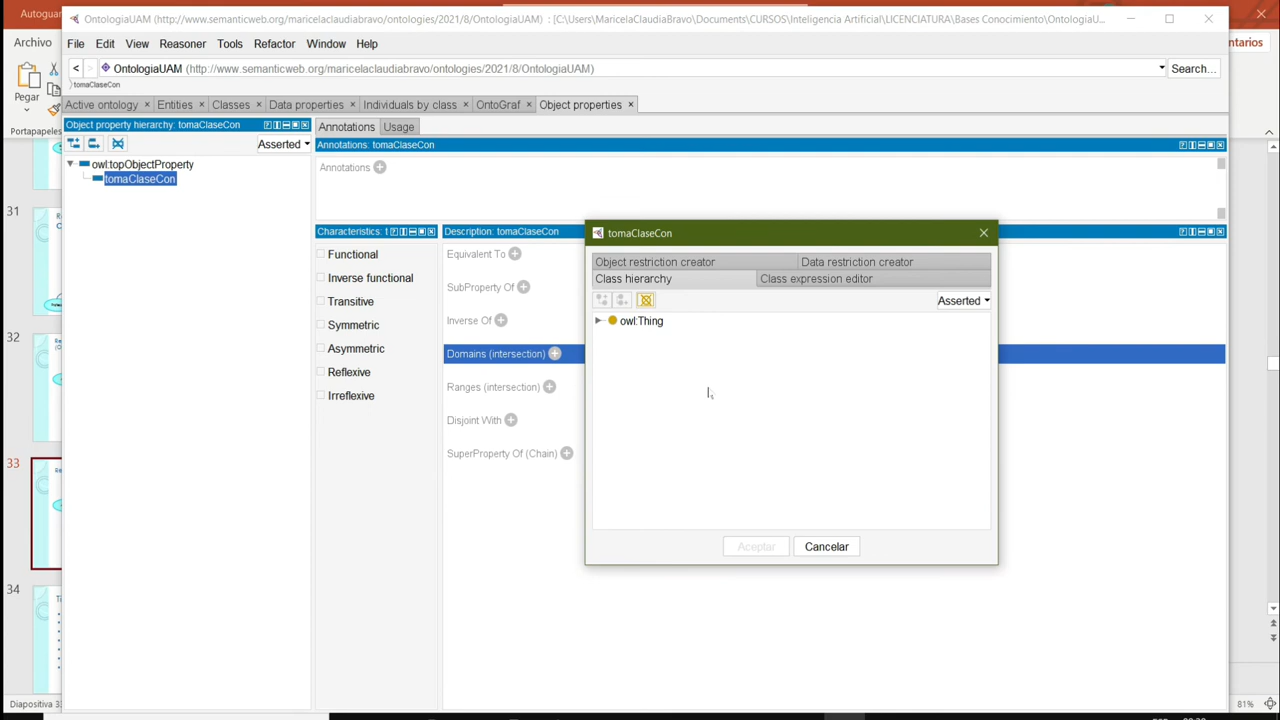 Autoguar
OntologiaUAM (http://www.semanticweb.org/maricelaclaudiabravo/ontologies/2021/8/OntologiaUAM) : [C:\Users\MaricelaClaudiaBravo\Documents\CURSOS\Inteligencia Artificial\LICENCIATURA\Bases Conocimiento\OntologiaU...
Archivo
File Edit View Reasoner Tools Refactor Window Help
entarios
< > OntologiaUAM (http://www.semanticweb.org/maricelaclaudiabravo/ontologies/2021/8/OntologiaUAM) Search...
tomaClaseCon
Pegar
Portapapeles
Active ontology × Entities × Classes × Data properties × Individuals by class × OntoGraf × Object properties ×
Object property hierarchy: tomaClaseCon
Asserted
owl:topObjectProperty
tomaClaseCon
Annotations Usage
Annotations: tomaClaseCon
Annotations
Characteristics: t
Functional
Inverse functional
Transitive
Symmetric
Asymmetric
Reflexive
Irreflexive
Description: tomaClaseCon
Equivalent To
SubProperty Of
Inverse Of
Domains (intersection)
Ranges (intersection)
Disjoint With
SuperProperty Of (Chain)
tomaClaseCon
Object restriction creator Data restriction creator
Class hierarchy Class expression editor
Asserted
owl:Thing
Aceptar Cancelar
31
32
33
34
Diapositiva 3
81%